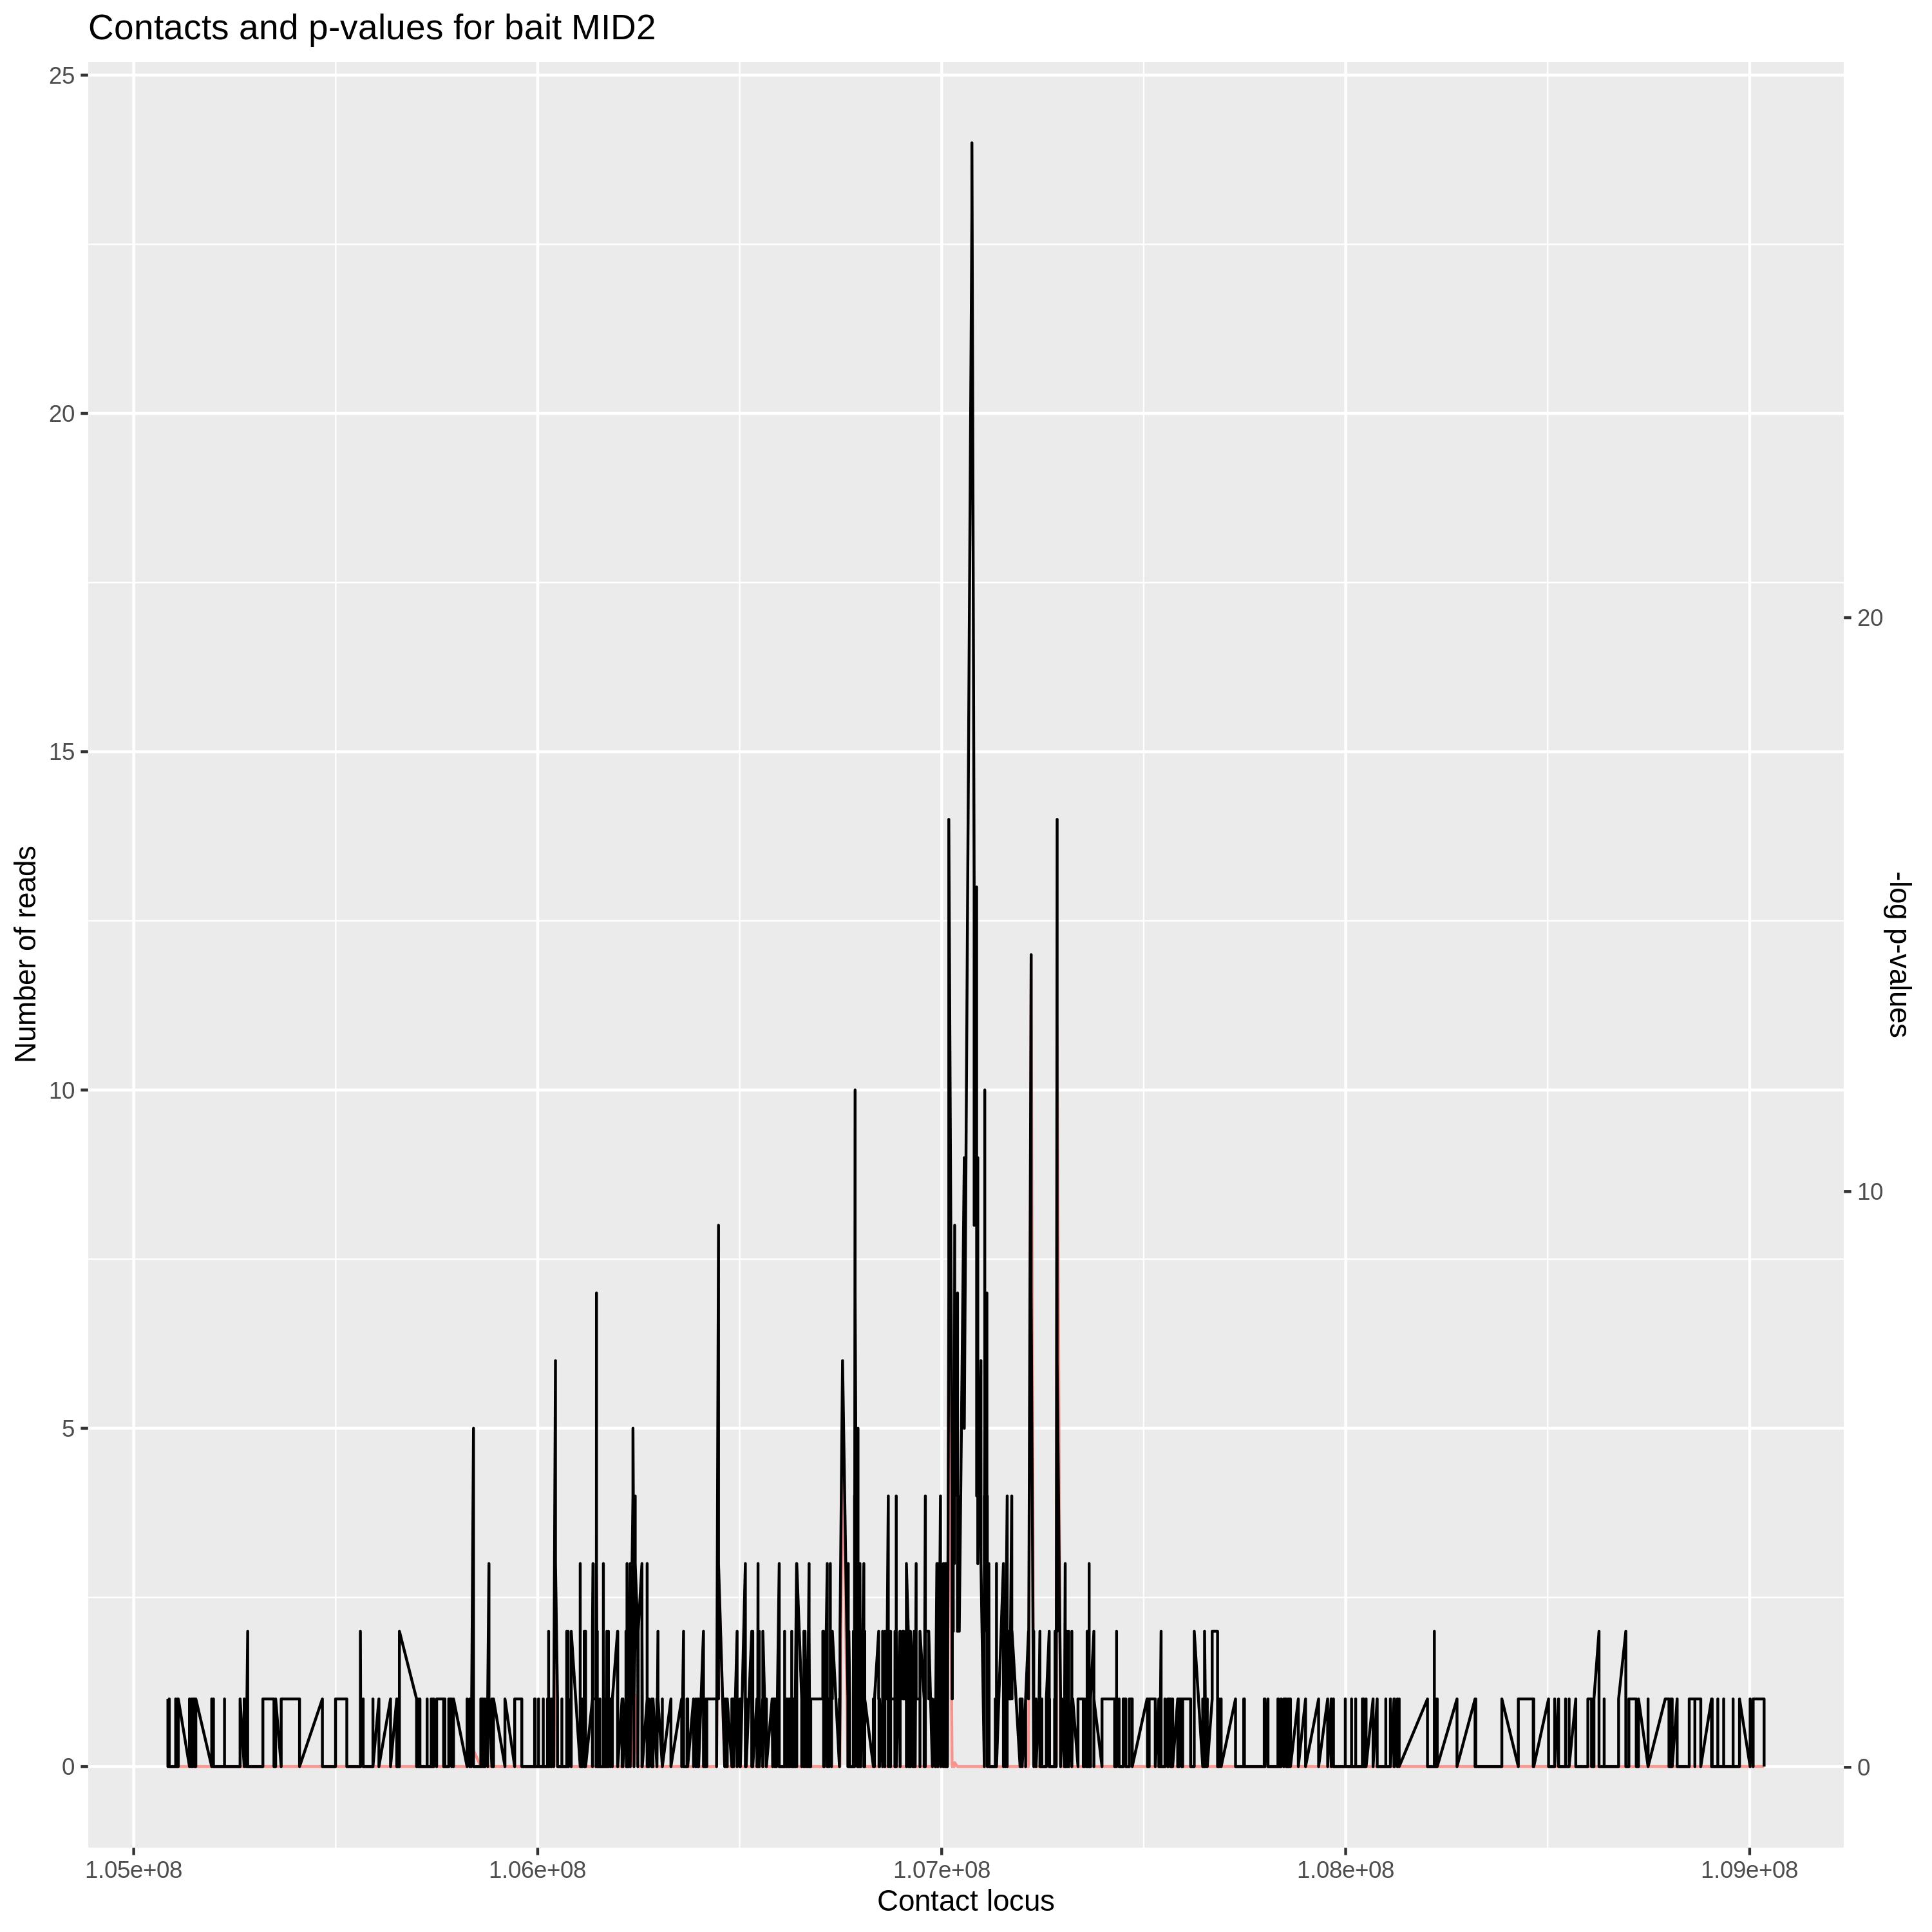 Contacts and p-values for bait MID2
25
20
15
10
5
0
Number of reads
20
10
0
-log p-values
1.05e+08
1.06e+08
1.07e+08
1.08e+08
1.09e+08
Contact locus